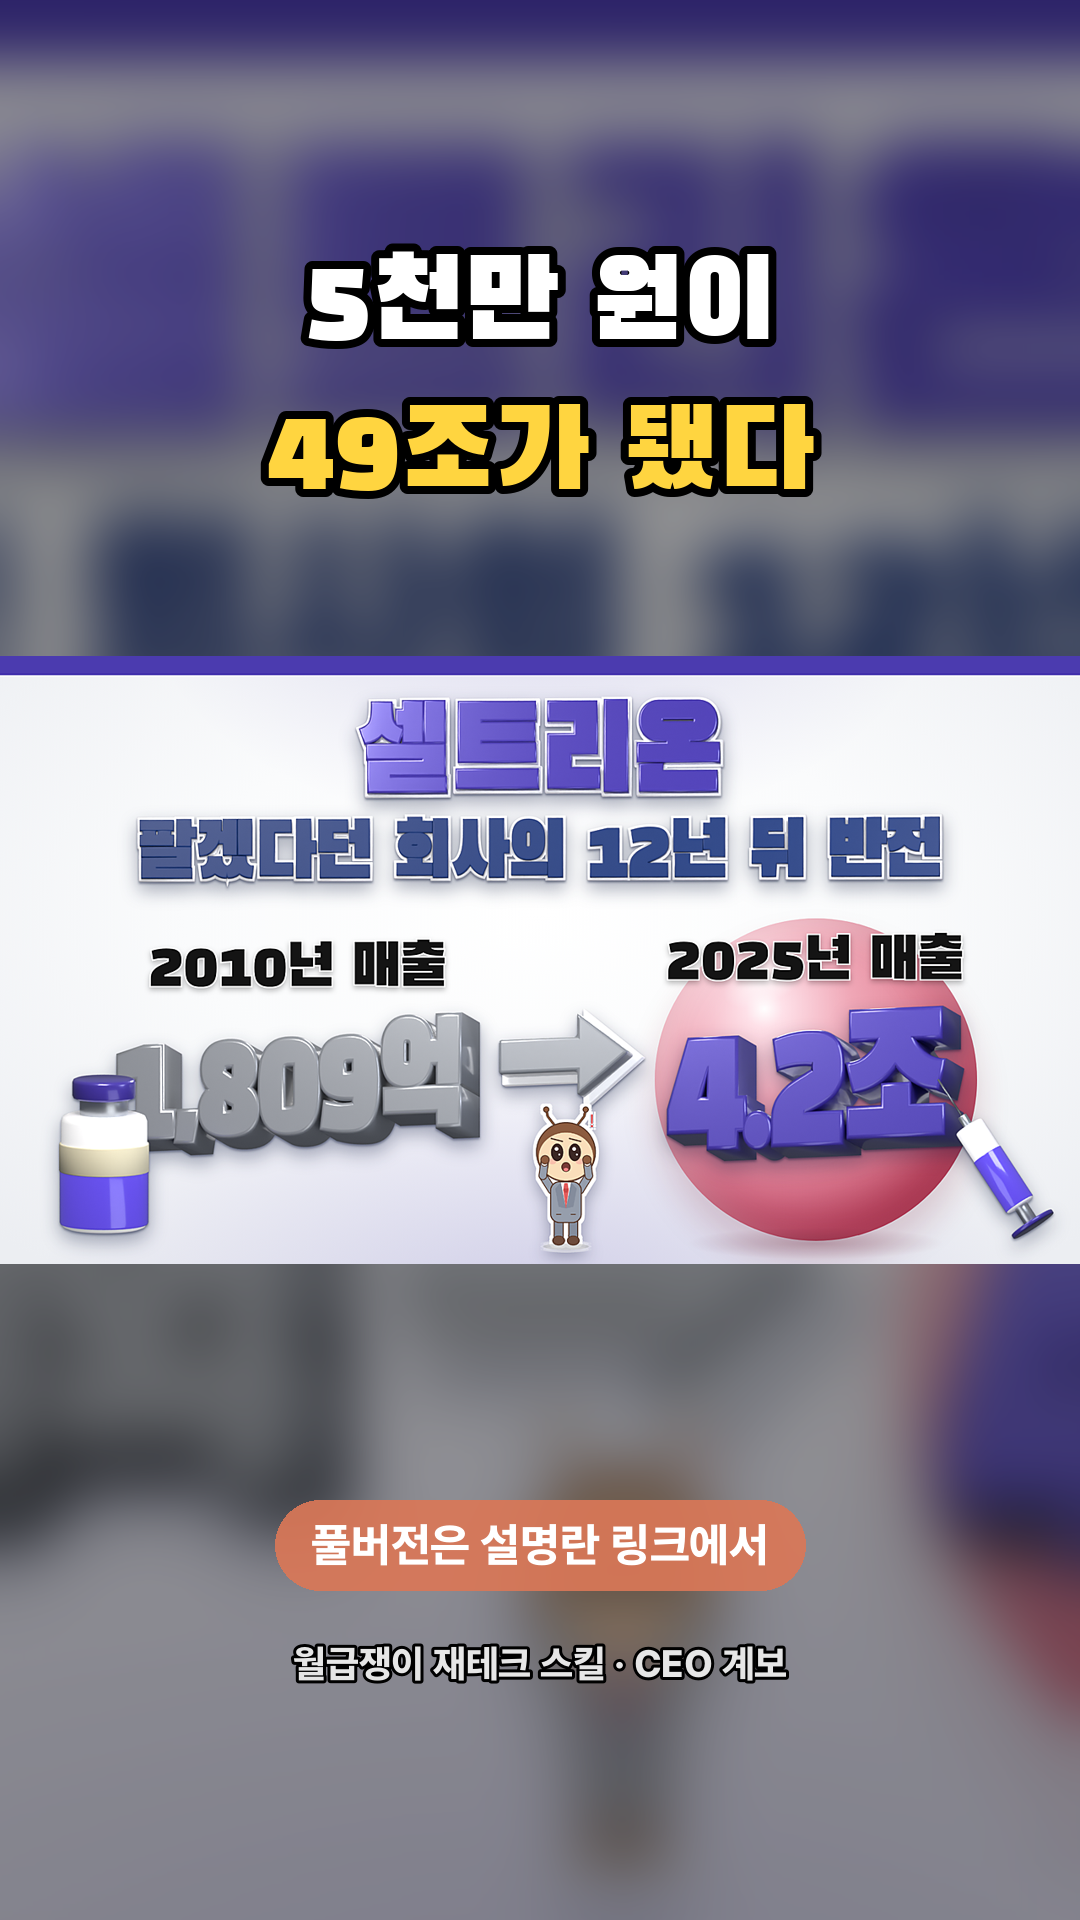 5천만 원이
49조가 됐다
셀트리온
팔겠다던 회사의 12년 뒤 반전
2010년 매출
2025년 매출
1,809억
4.2조
풀버전은 설명란 링크에서
월급쟁이 재테크 스킬 · CEO 계보